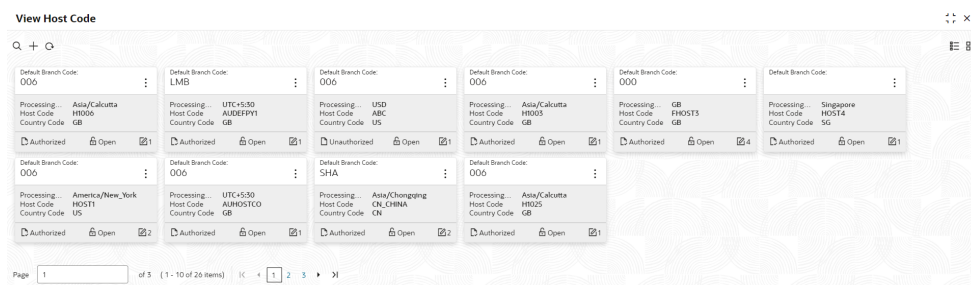 View Host Code
Default Branch Code:
006
Processing... Asia/Calcutta
Host Code H1006
Country Code GB
Authorized Open 1
Default Branch Code:
LMB
Processing... UTC+5:30
Host Code AUDEFPY1
Country Code GB
Authorized Open 1
Default Branch Code:
006
Processing... USD
Host Code ABC
Country Code US
Unauthorized Open 1
Default Branch Code:
006
Processing... Asia/Calcutta
Host Code H1003
Country Code GB
Authorized Open 1
Default Branch Code:
000
Processing... GB
Host Code FHOST3
Country Code GB
Authorized Open 4
Default Branch Code:
Processing... Singapore
Host Code HOST4
Country Code SG
Authorized Open 1
Default Branch Code:
006
Processing... America/New_York
Host Code HOST1
Country Code US
Authorized Open 2
Default Branch Code:
006
Processing... UTC+5:30
Host Code AUHOSTCO
Country Code GB
Authorized Open 1
Default Branch Code:
SHA
Processing... Asia/Chongqing
Host Code CN_CHINA
Country Code CN
Authorized Open 2
Default Branch Code:
006
Processing... Asia/Calcutta
Host Code H1025
Country Code GB
Authorized Open 1
Page 1 of 3 (1 - 10 of 26 items) 1 2 3